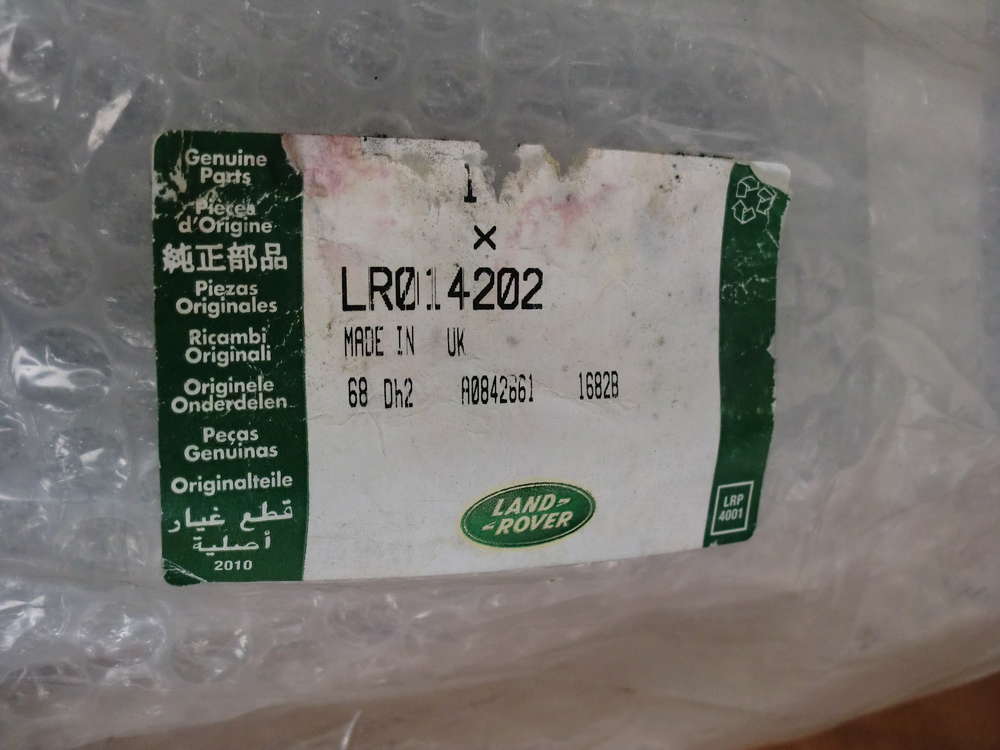 Genuine
Parts
Pièces
d'Origine
純正部品
Piezas
Originales
Ricambi
Originali
Originele
Onderdelen
Peças
Genuinas
Originalteile
قطع غيار
أصلية
2010
1
×
LR014202
MADE IN UK
68 Dh2 A0842661 1682B
LAND-
-ROVER
LRP
4001